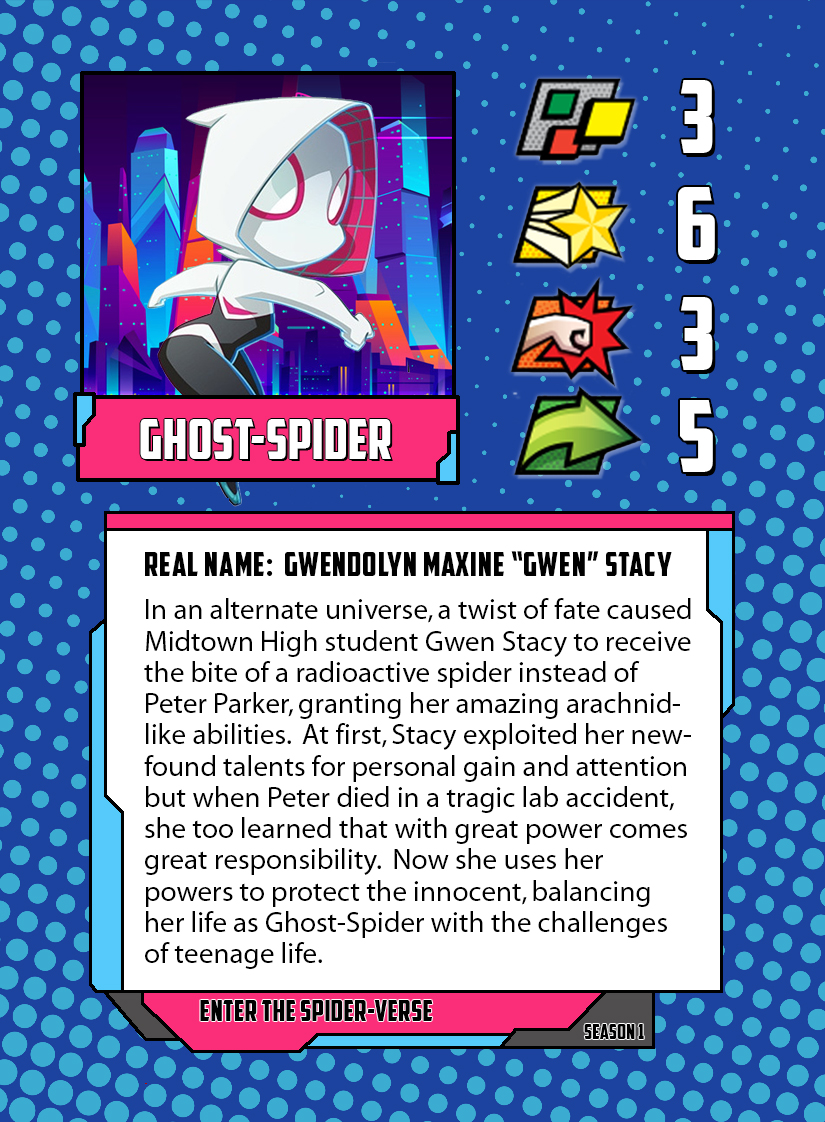 3
6
3
5
GHOST-SPIDER
REAL NAME: GWENDOLYN MAXINE “GWEN” STACY
In an alternate universe, a twist of fate caused
Midtown High student Gwen Stacy to receive
the bite of a radioactive spider instead of
Peter Parker, granting her amazing arachnid-
like abilities. At first, Stacy exploited her new-
found talents for personal gain and attention
but when Peter died in a tragic lab accident,
she too learned that with great power comes
great responsibility. Now she uses her
powers to protect the innocent, balancing
her life as Ghost-Spider with the challenges
of teenage life.
ENTER THE SPIDER-VERSE
SEASON 1